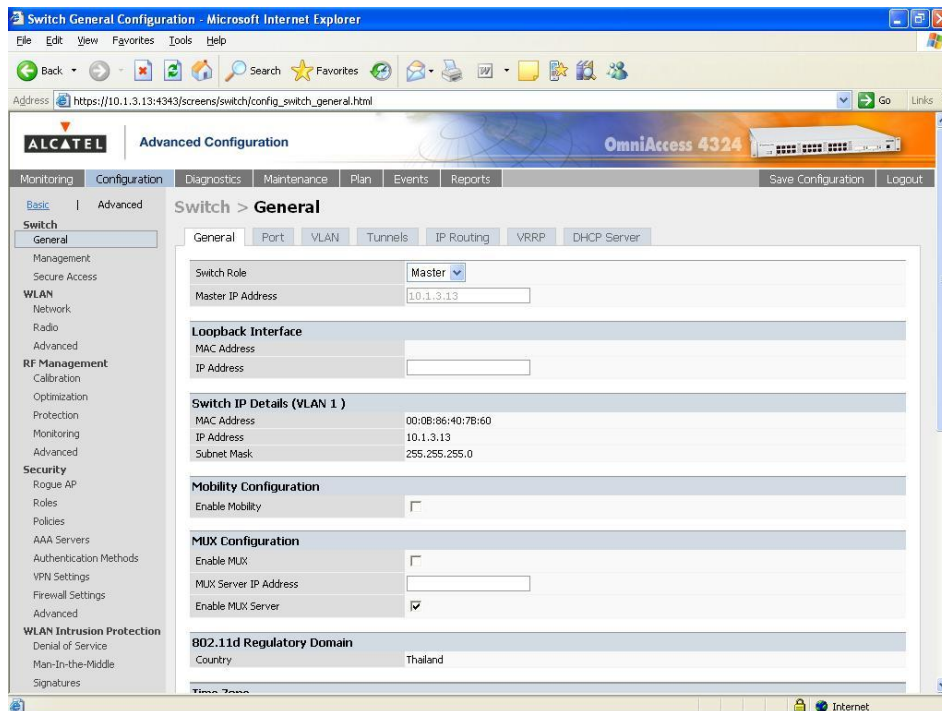 Switch General Configuration - Microsoft Internet Explorer
File Edit View Favorites Tools Help
Back Search Favorites
Address https://10.1.3.13:4343/screens/switch/config_switch_general.html Go Links
ALCATEL Advanced Configuration OmniAccess 4324
Monitoring Configuration Diagnostics Maintenance Plan Events Reports Save Configuration Logout
Basic | Advanced
Switch
General
Management
Secure Access
WLAN
Network
Radio
Advanced
RF Management
Calibration
Optimization
Protection
Monitoring
Advanced
Security
Rogue AP
Roles
Policies
AAA Servers
Authentication Methods
VPN Settings
Firewall Settings
Advanced
WLAN Intrusion Protection
Denial of Service
Man-In-the-Middle
Signatures
Switch > General
General Port VLAN Tunnels IP Routing VRRP DHCP Server
Switch Role Master
Master IP Address 10.1.3.13
Loopback Interface
MAC Address
IP Address
Switch IP Details (VLAN 1 )
MAC Address 00:0B:86:40:7B:60
IP Address 10.1.3.13
Subnet Mask 255.255.255.0
Mobility Configuration
Enable Mobility
MUX Configuration
Enable MUX
MUX Server IP Address
Enable MUX Server
802.11d Regulatory Domain
Country Thailand
Time Zone
Internet